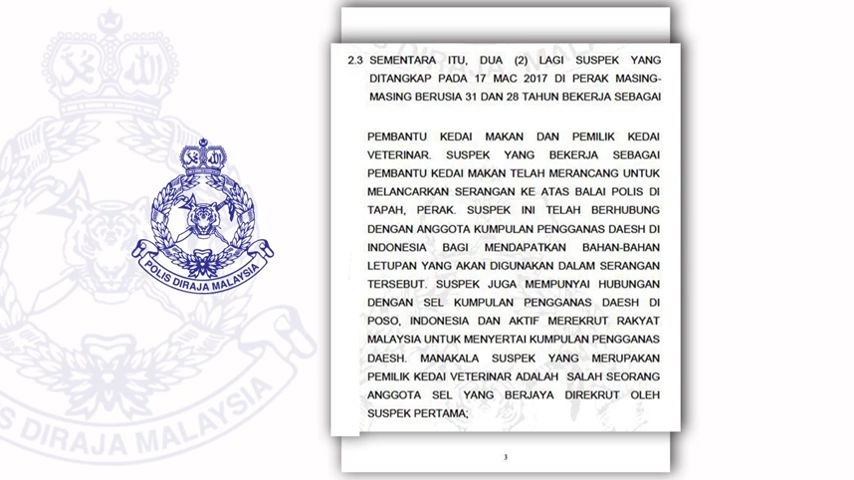 POLIS DIRAJA MALAYSIA
2.3 SEMENTARA ITU, DUA (2) LAGI SUSPEK YANG
DITANGKAP PADA 17 MAC 2017 DI PERAK MASING-
MASING BERUSIA 31 DAN 28 TAHUN BEKERJA SEBAGAI
PEMBANTU KEDAI MAKAN DAN PEMILIK KEDAI
VETERINAR. SUSPEK YANG BEKERJA SEBAGAI
PEMBANTU KEDAI MAKAN TELAH MERANCANG UNTUK
MELANCARKAN SERANGAN KE ATAS BALAI POLIS DI
TAPAH, PERAK. SUSPEK INI TELAH BERHUBUNG
DENGAN ANGGOTA KUMPULAN PENGGANAS DAESH DI
INDONESIA BAGI MENDAPATKAN BAHAN-BAHAN
LETUPAN YANG AKAN DIGUNAKAN DALAM SERANGAN
TERSEBUT. SUSPEK JUGA MEMPUNYAI HUBUNGAN
DENGAN SEL KUMPULAN PENGGANAS DAESH DI
POSO, INDONESIA DAN AKTIF MEREKRUT RAKYAT
MALAYSIA UNTUK MENYERTAI KUMPULAN PENGGANAS
DAESH. MANAKALA SUSPEK YANG MERUPAKAN
PEMILIK KEDAI VETERINAR ADALAH SALAH SEORANG
ANGGOTA SEL YANG BERJAYA DIREKRUT OLEH
SUSPEK PERTAMA;
3